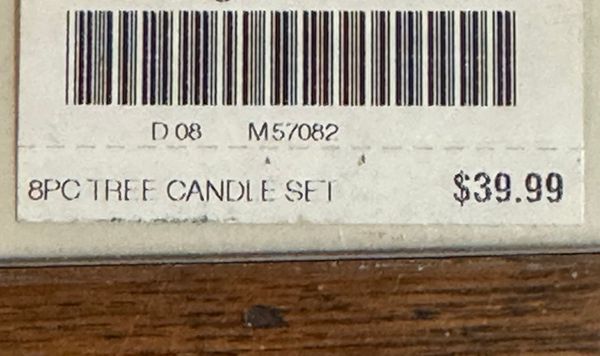 D 08 M57082
8PC TREE CANDLE SET
$39.99